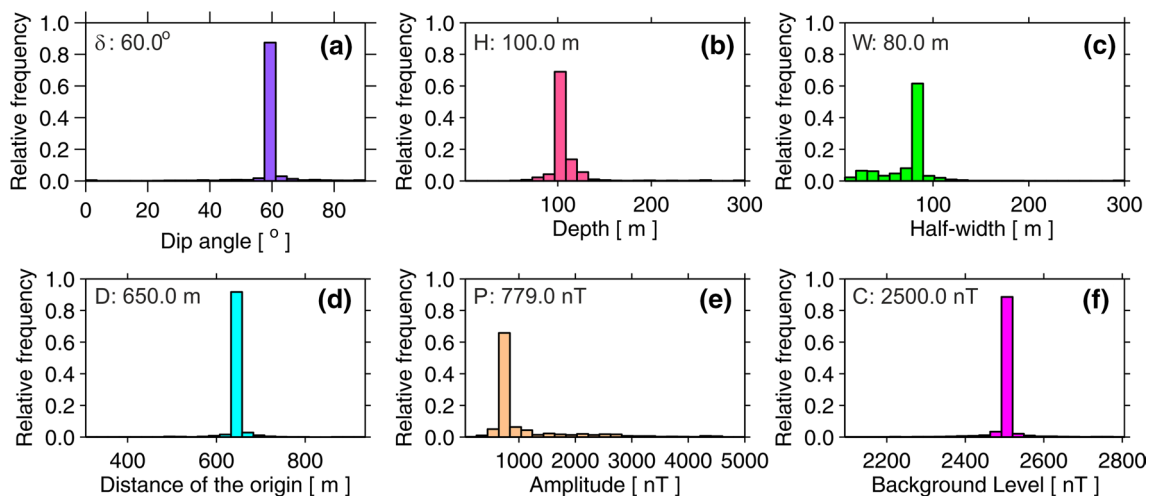 Relative frequency
1.0
0.8
0.6
0.4
0.2
0.0
δ: 60.0°
(a)
0 20 40 60 80
Dip angle [ ° ]
Relative frequency
1.0
0.8
0.6
0.4
0.2
0.0
H: 100.0 m
(b)
100 200 300
Depth [ m ]
Relative frequency
1.0
0.8
0.6
0.4
0.2
0.0
W: 80.0 m
(c)
100 200 300
Half-width [ m ]
Relative frequency
1.0
0.8
0.6
0.4
0.2
0.0
D: 650.0 m
(d)
400 600 800
Distance of the origin [ m ]
Relative frequency
1.0
0.8
0.6
0.4
0.2
0.0
P: 779.0 nT
(e)
1000 2000 3000 4000 5000
Amplitude [ nT ]
Relative frequency
1.0
0.8
0.6
0.4
0.2
0.0
C: 2500.0 nT
(f)
2200 2400 2600 2800
Background Level [ nT ]